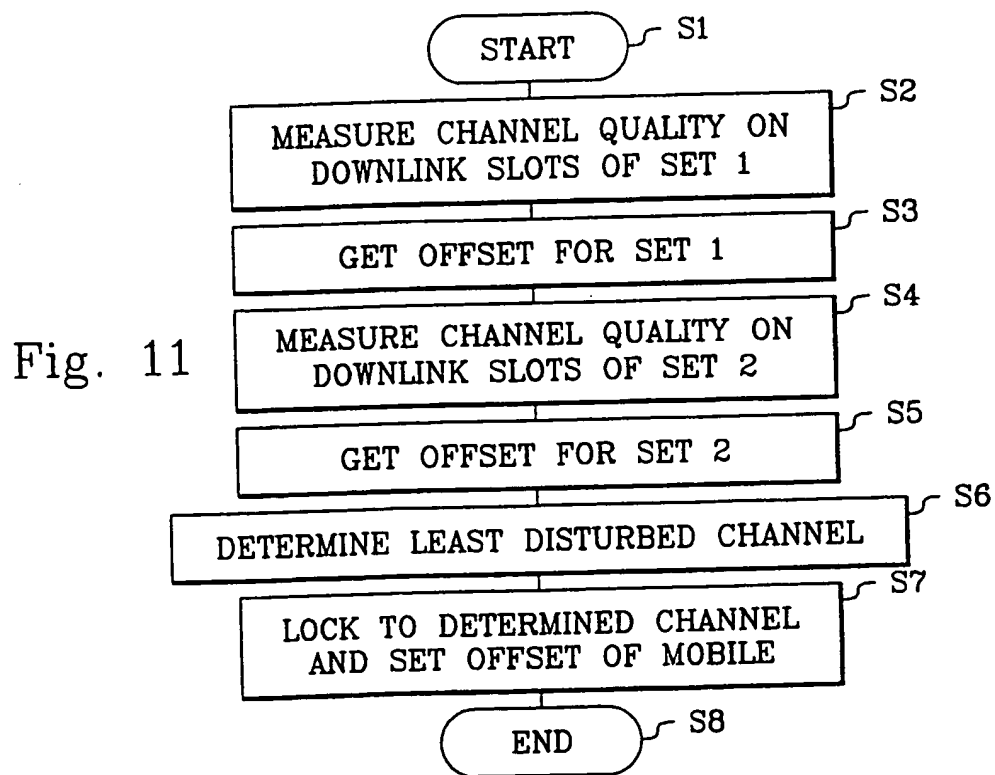 START
S1
S2
MEASURE CHANNEL QUALITY ON
DOWNLINK SLOTS OF SET 1
S3
GET OFFSET FOR SET 1
S4
MEASURE CHANNEL QUALITY ON
DOWNLINK SLOTS OF SET 2
Fig. 11
S5
GET OFFSET FOR SET 2
S6
DETERMINE LEAST DISTURBED CHANNEL
S7
LOCK TO DETERMINED CHANNEL
AND SET OFFSET OF MOBILE
S8
END